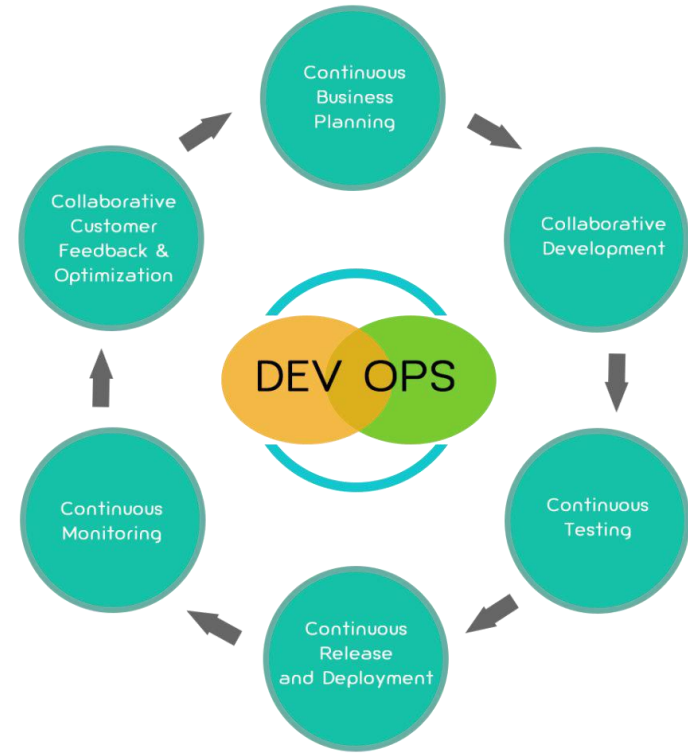 Continuous
Business
Planning
Collaborative
Development
Continuous
Testing
Continuous
Release
and Deployment
Continuous
Monitoring
Collaborative
Customer
Feedback &
Optimization
DEV OPS